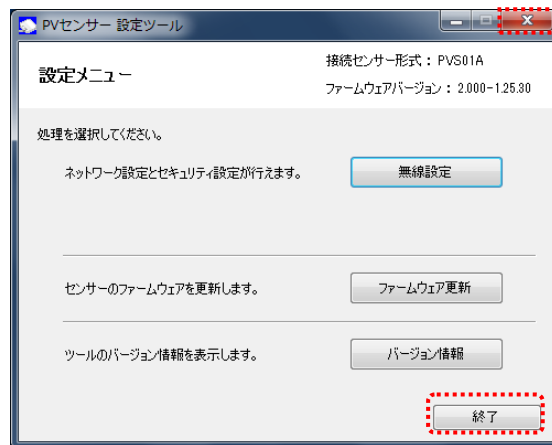 PVセンサー 設定ツール
設定メニュー
接続センサー形式： PVS01A
ファームウェアバージョン： 2.000-1.25.30
処理を選択してください。
ネットワーク設定とセキュリティ設定が行えます。
無線設定
センサーのファームウェアを更新します。
ファームウェア更新
ツールのバージョン情報を表示します。
バージョン情報
終了